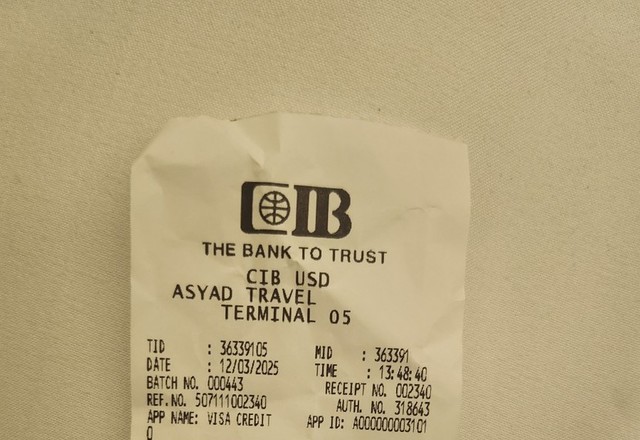 CIB
THE BANK TO TRUST
CIB USD
ASYAD TRAVEL
TERMINAL 05
TID : 36339105 MID : 363391
DATE : 12/03/2025 TIME : 13:48:40
BATCH NO. 000443 RECEIPT NO. 002340
REF.NO. 507111002340 AUTH. NO. 318643
APP NAME: VISA CREDIT APP ID: A000000003101
0